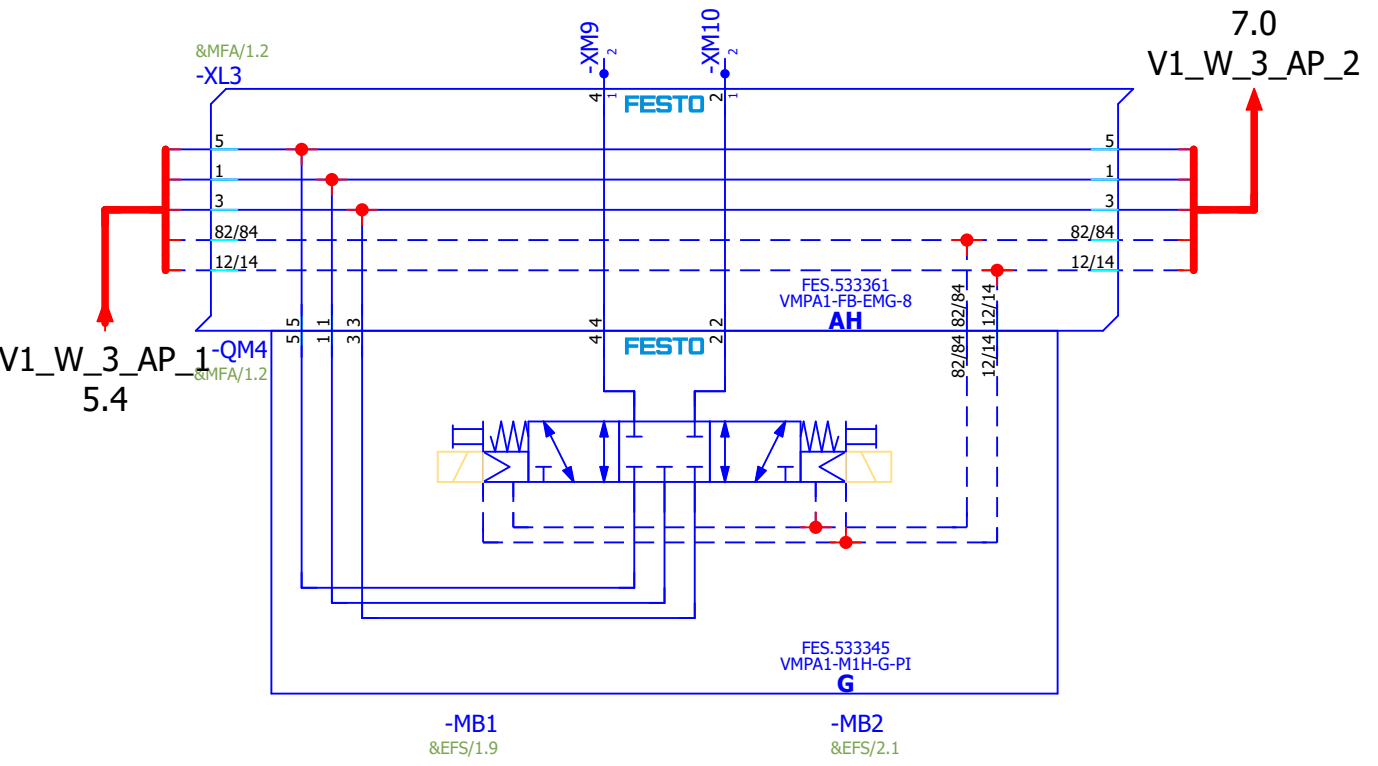 7.0
V1_W_3_AP_2
&MFA/1.2
-XL3
-XM9
2
-XM10
2
4
1
FESTO
2
1
5
5
1
1
3
3
82/84
82/84
12/14
12/14
FES.533361
VMPA1-FB-EMG-8
AH
5
1
3
4
2
82/84
12/14
V1_W_3_AP_1
5.4
-QM4
&MFA/1.2
5
1
3
4
FESTO
2
82/84
12/14
FES.533345
VMPA1-M1H-G-PI
G
-MB1
&EFS/1.9
-MB2
&EFS/2.1